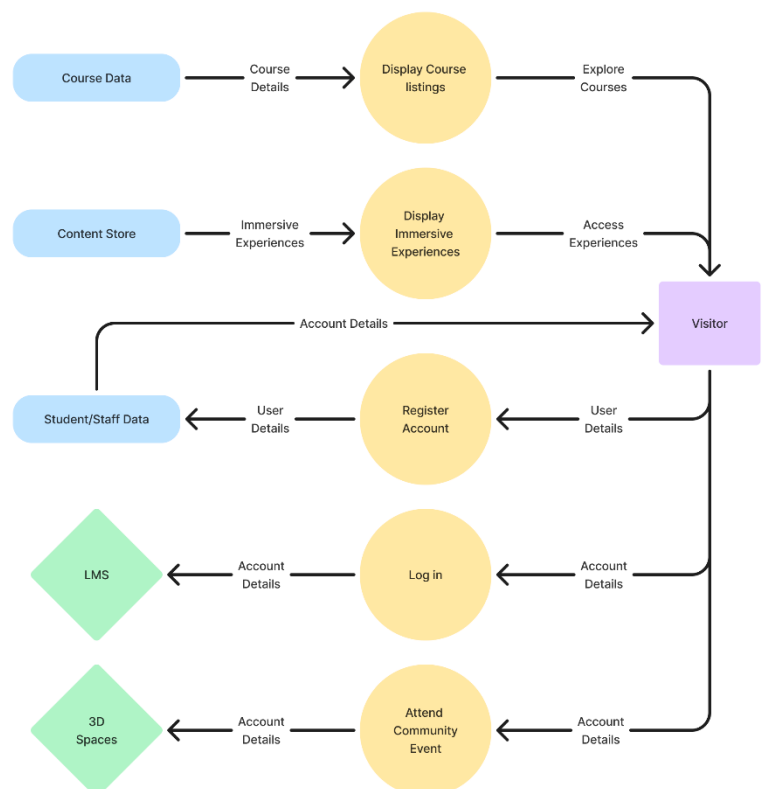 Course Data
Course
Details
Display Course
listings
Explore
Courses
Content Store
Immersive
Experiences
Display
Immersive
Experiences
Access
Experiences
Account Details
Visitor
Student/Staff Data
User
Details
Register
Account
User
Details
LMS
Account
Details
Log in
Account
Details
3D
Spaces
Account
Details
Attend
Community
Event
Account
Details